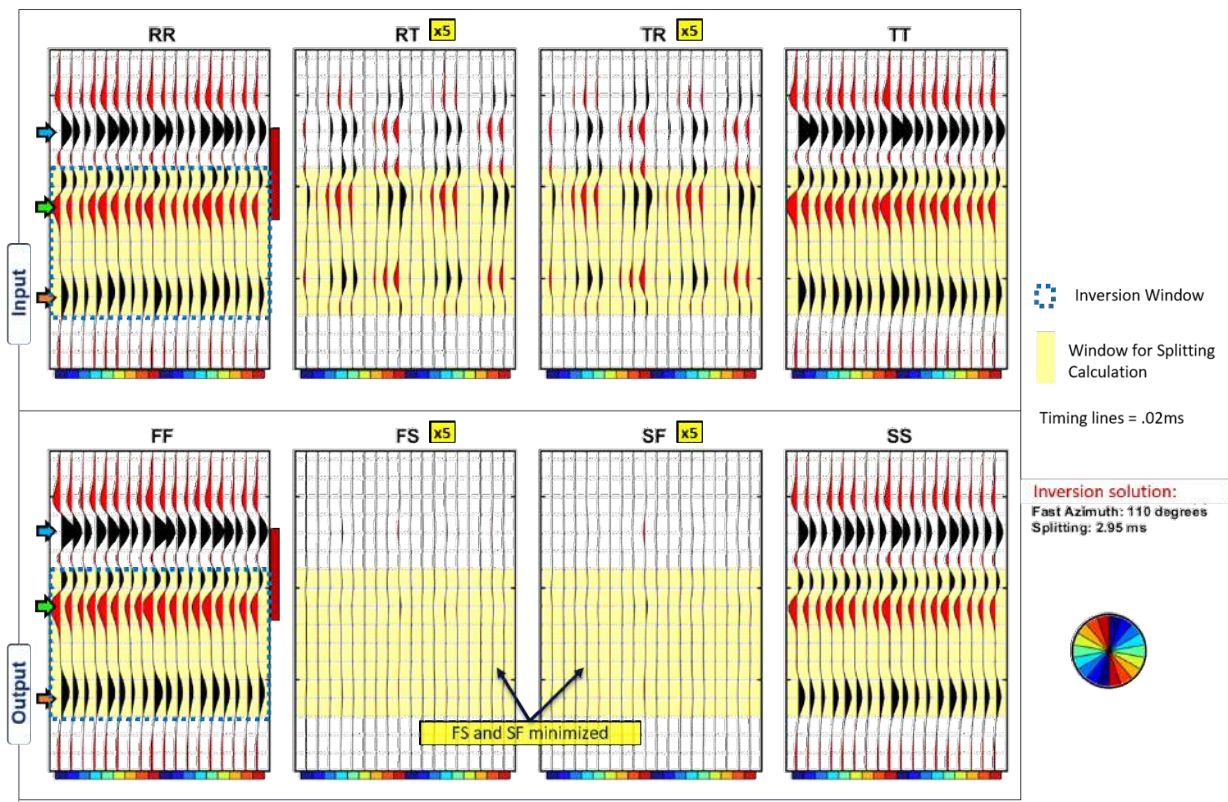 RR
RT x5
TR x5
TT
Input
Inversion Window
Window for Splitting
Calculation
Timing lines = .02ms
FF
FS x5
SF x5
SS
Inversion solution:
Fast Azimuth: 110 degrees
Splitting: 2.95 ms
Output
FS and SF minimized